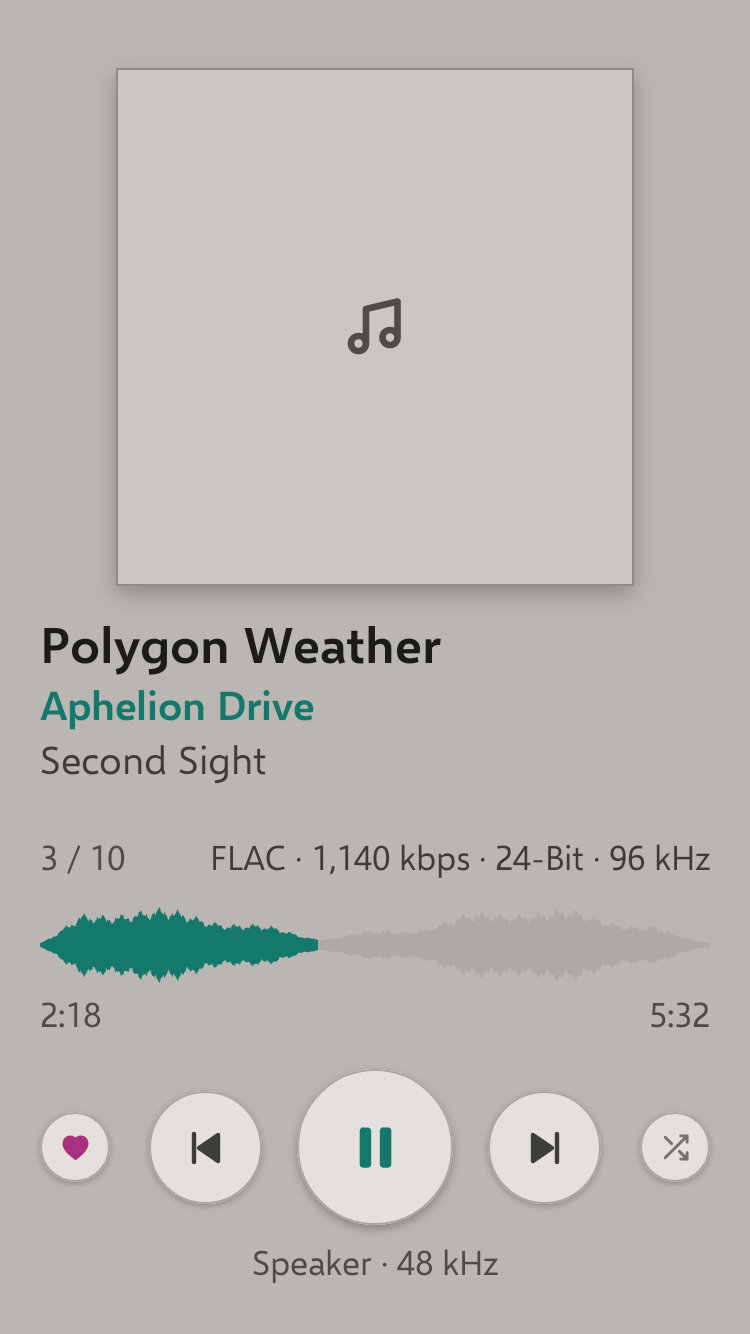 Polygon Weather
Aphelion Drive
Second Sight
3 / 10 FLAC · 1,140 kbps · 24-Bit · 96 kHz
2:18 5:32
Speaker · 48 kHz